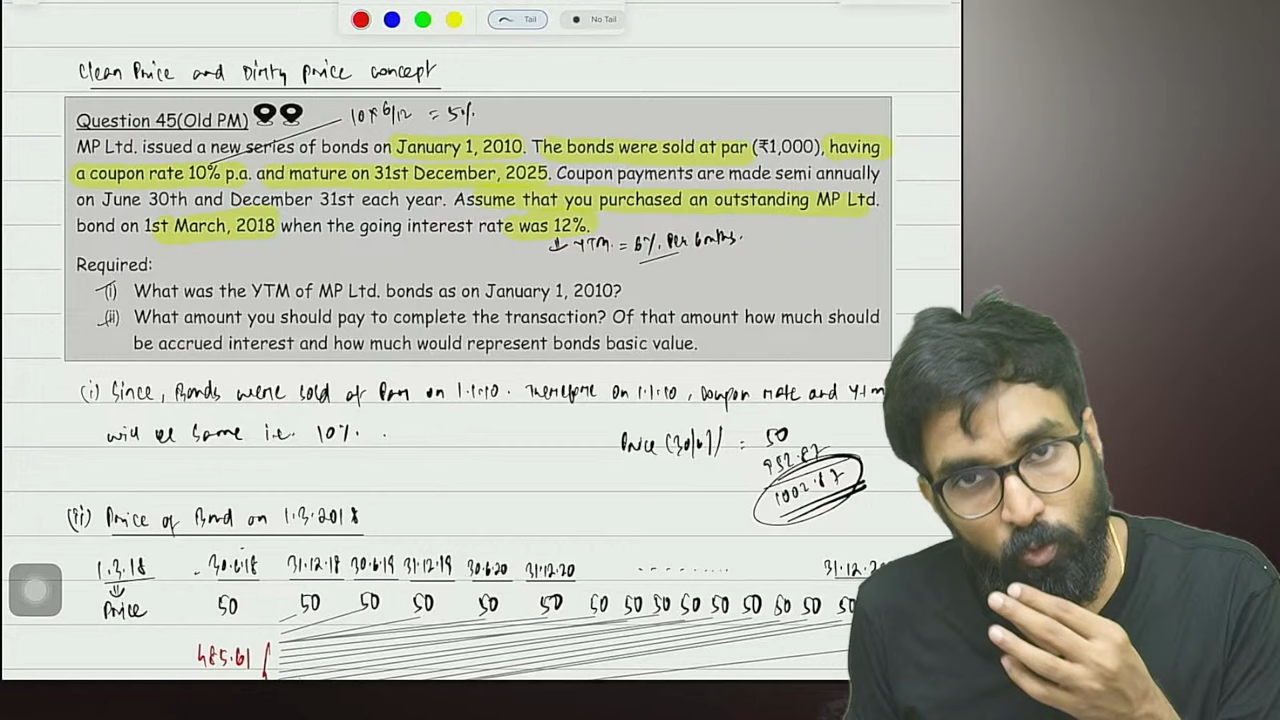 Tail
No Tail
Clean Price and Dirty price concept
Question 45(Old PM)
10 * 6/12 = 5%
MP Ltd. issued a new series of bonds on January 1, 2010. The bonds were sold at par (₹1,000), having
a coupon rate 10% p.a. and mature on 31st December, 2025. Coupon payments are made semi annually
on June 30th and December 31st each year. Assume that you purchased an outstanding MP Ltd.
bond on 1st March, 2018 when the going interest rate was 12%.
YTM = 6% Per 6mths.
Required:
(i) What was the YTM of MP Ltd. bonds as on January 1, 2010?
(ii) What amount you should pay to complete the transaction? Of that amount how much should
be accrued interest and how much would represent bonds basic value.
(i) Since, Bonds were sold at Par on 1.1.10. Therefore on 1.1.10, coupon rate and YTM
will be same i.e. 10%.
Price (30/6) = 50
952.87
1002.87
(ii) Price of Bond on 1.3.2018
1.3.18 30.6.18 31.12.18 30.6.19 31.12.19 30.6.20 31.12.20 ........ 31.12.2
Price 50 50 50 50 50 50 50 50 50 50 50 50 50 50 50
485.61